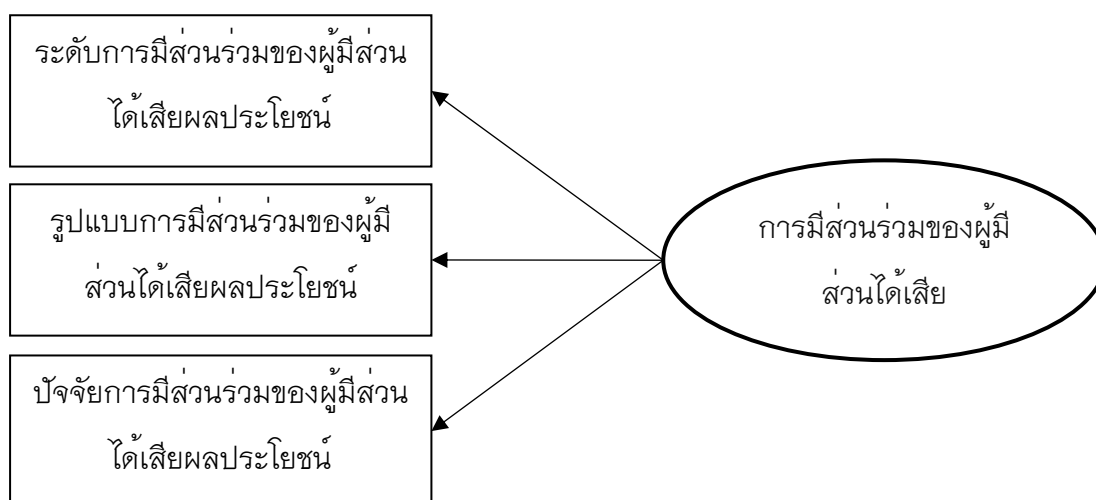 ระดับการมีส่วนร่วมของผู้มีส่วน
ได้เสียผลประโยชน์
รูปแบบการมีส่วนร่วมของผู้มี
ส่วนได้เสียผลประโยชน์
ปัจจัยการมีส่วนร่วมของผู้มีส่วน
ได้เสียผลประโยชน์
การมีส่วนร่วมของผู้มี
ส่วนได้เสีย